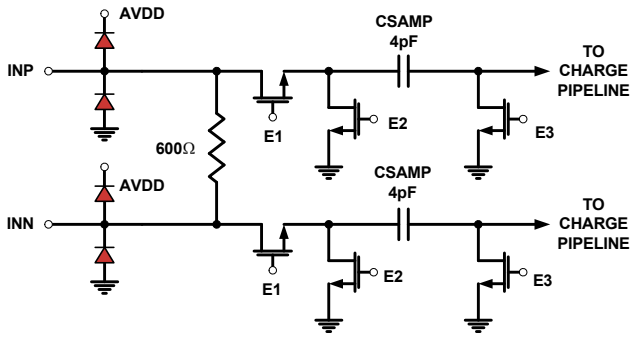 AVDD
CSAMP
4pF
INP
TO
CHARGE
PIPELINE
E1
E2
E3
600Ω
AVDD
CSAMP
4pF
INN
TO
CHARGE
PIPELINE
E1
E2
E3